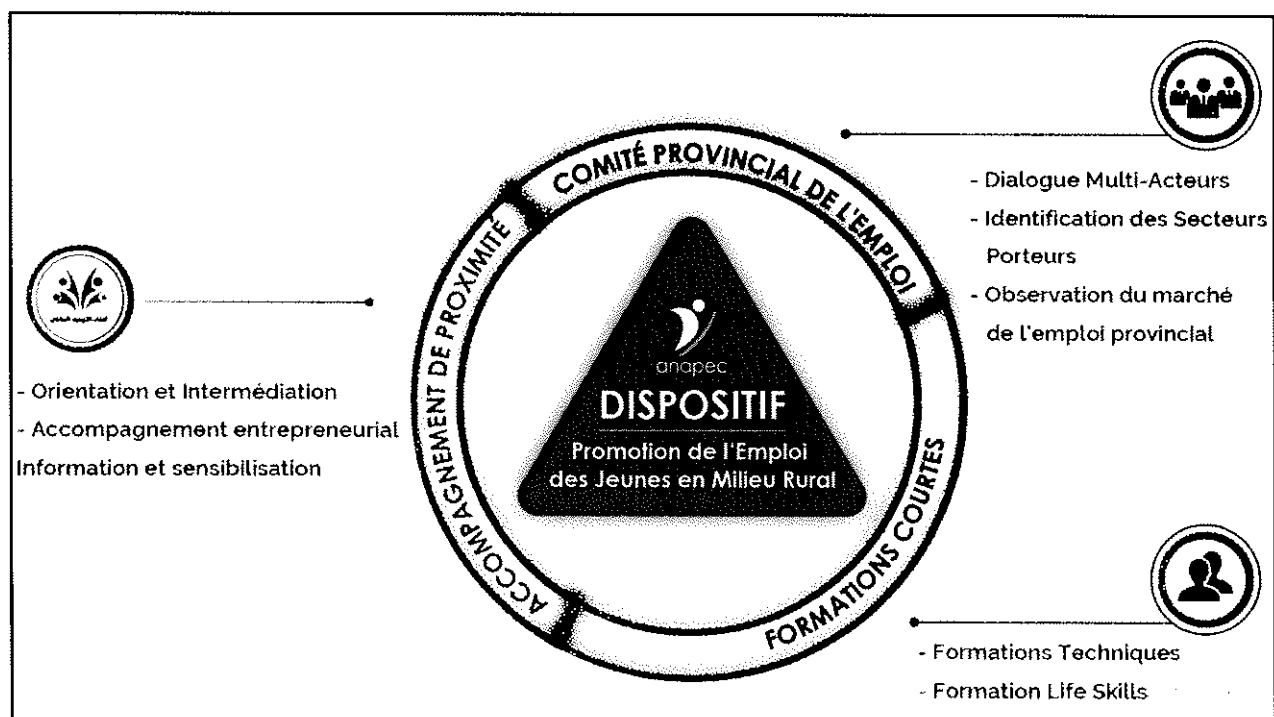 COMITÉ PROVINCIAL DE L'EMPLOI
- Dialogue Multi-Acteurs
- Identification des Secteurs
Porteurs
- Observation du marché
de l'emploi provincial
ACCCOMPAGNEMENT DE PROXIMITÉ
- Orientation et Intermédiation
- Accompagnement entrepreneurial
Information et sensibilisation
anapec
DISPOSITIF
Promotion de l'Emploi
des Jeunes en Milieu Rural
FORMATIONS COURTES
- Formations Techniques
- Formation Life Skills